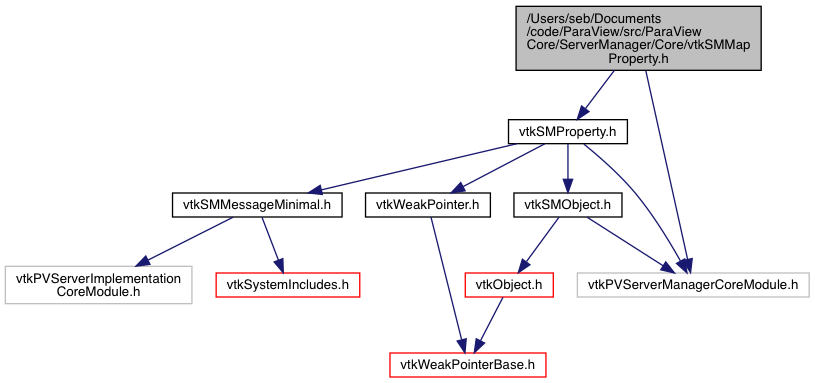 /Users/seb/Documents
/code/ParaView/src/ParaView
Core/ServerManager/Core/vtkSMMap
Property.h
vtkSMProperty.h
vtkSMMessageMinimal.h
vtkWeakPointer.h
vtkSMObject.h
vtkPVServerImplementation
CoreModule.h
vtkSystemIncludes.h
vtkObject.h
vtkPVServerManagerCoreModule.h
vtkWeakPointerBase.h